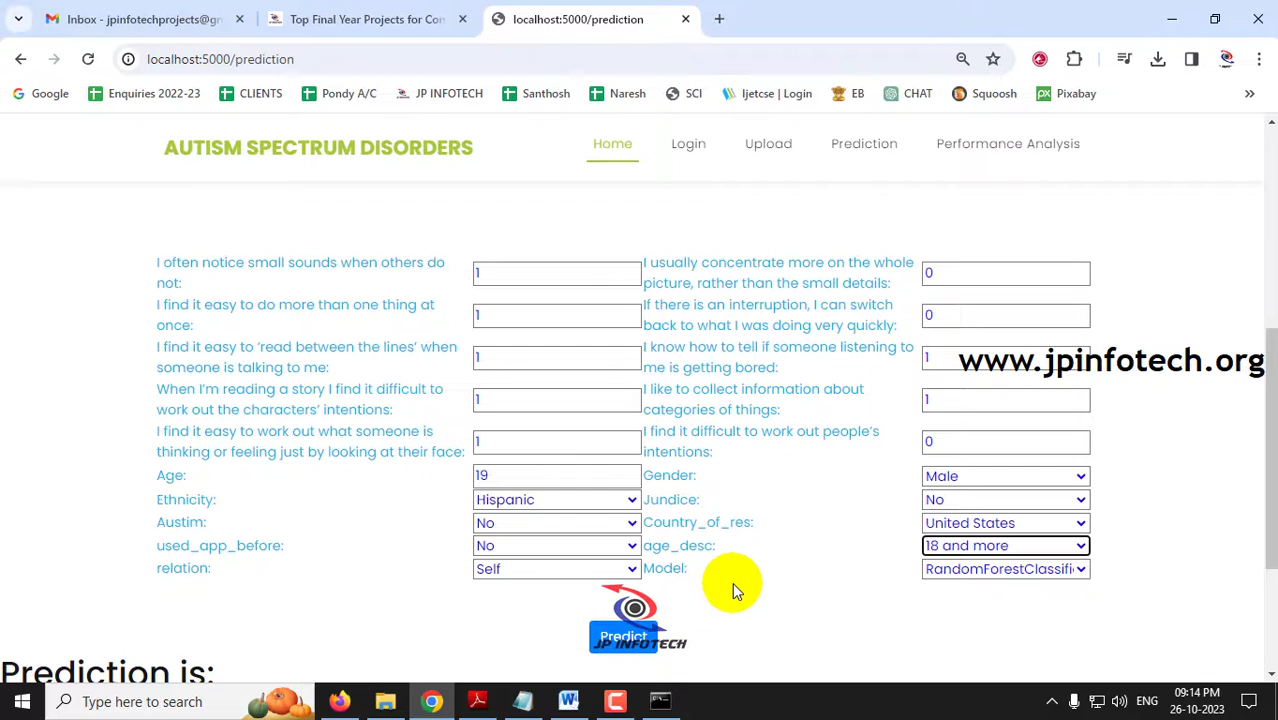 Inbox - jpinfotechprojects@gn
Top Final Year Projects for Con
localhost:5000/prediction
localhost:5000/prediction
Google
Enquiries 2022-23
CLIENTS
Pondy A/C
JP INFOTECH
Santhosh
Naresh
SCI
Ijetcse | Login
EB
CHAT
Squoosh
Pixabay
AUTISM SPECTRUM DISORDERS
Home
Login
Upload
Prediction
Performance Analysis
I often notice small sounds when others do
not:
1
I usually concentrate more on the whole
picture, rather than the small details:
0
I find it easy to do more than one thing at
once:
1
If there is an interruption, I can switch
back to what I was doing very quickly:
0
I find it easy to ‘read between the lines’ when
someone is talking to me:
1
I know how to tell if someone listening to
me is getting bored:
1
www.jpinfotech.org
When I’m reading a story I find it difficult to
work out the characters’ intentions:
1
I like to collect information about
categories of things:
1
I find it easy to work out what someone is
thinking or feeling just by looking at their face:
1
I find it difficult to work out people’s
intentions:
0
Age:
19
Gender:
Male
Ethnicity:
Hispanic
Jundice:
No
Austim:
No
Country_of_res:
United States
used_app_before:
No
age_desc:
18 and more
relation:
Self
Model:
RandomForestClassifi
Predict
JP INFOTECH
Prediction is:
Type here to search
ENG
09:14 PM
26-10-2023